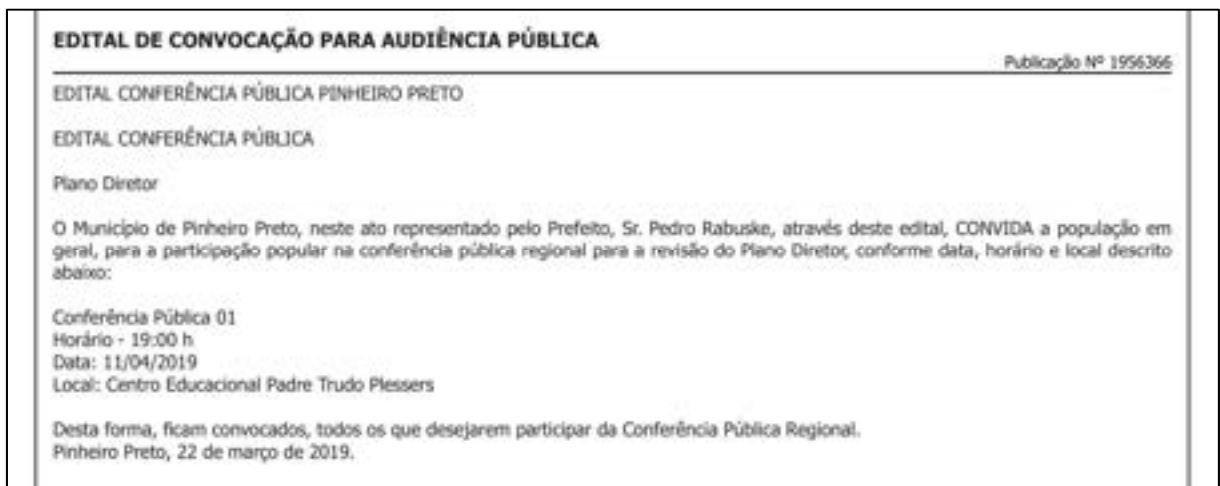 EDITAL DE CONVOCAÇÃO PARA AUDIÊNCIA PÚBLICA
Publicação Nº 1956366
EDITAL CONFERÊNCIA PÚBLICA PINHEIRO PRETO
EDITAL CONFERÊNCIA PÚBLICA
Plano Diretor
O Município de Pinheiro Preto, neste ato representado pelo Prefeito, Sr. Pedro Rabuske, através deste edital, CONVIDA a população em
geral, para a participação popular na conferência pública regional para a revisão do Plano Diretor, conforme data, horário e local descrito
abaixo:
Conferência Pública 01
Horário - 19:00 h
Data: 11/04/2019
Local: Centro Educacional Padre Trudo Plessers
Desta forma, ficam convocados, todos os que desejarem participar da Conferência Pública Regional.
Pinheiro Preto, 22 de março de 2019.